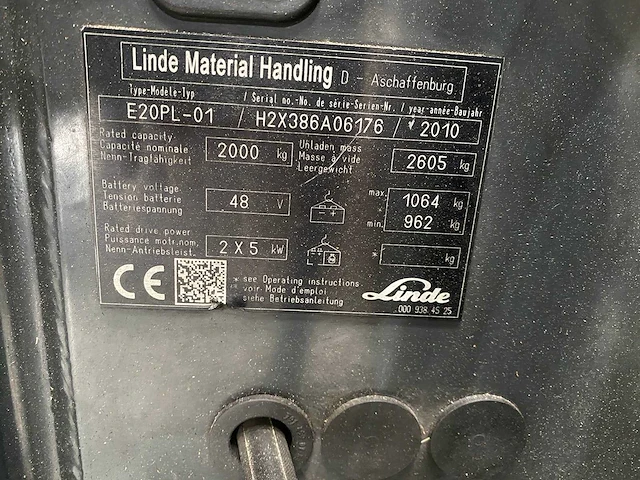 Linde Material Handling D - Aschaffenburg
Type-Modèle-Typ / Serial no.-No. de série-Serien-Nr. / year-année-Baujahr
E20PL-01 / H2X386A06176 / 2010
Rated capacity
Capacité nominale
Nenn-Tragfähigkeit
2000 kg
Unladen mass
Masse à vide
Leergewicht
2605 kg
Battery voltage
Tension batterie
Batteriespannung
48 V
max. 1064 kg
min. 962 kg
Rated drive power
Puissance motr.nom.
Nenn-Antriebsleist.
2 X 5 kW
* kg
CE
* see Operating instructions
voir Mode d'emploi
siehe Betriebsanleitung
Linde
000 938 45 25